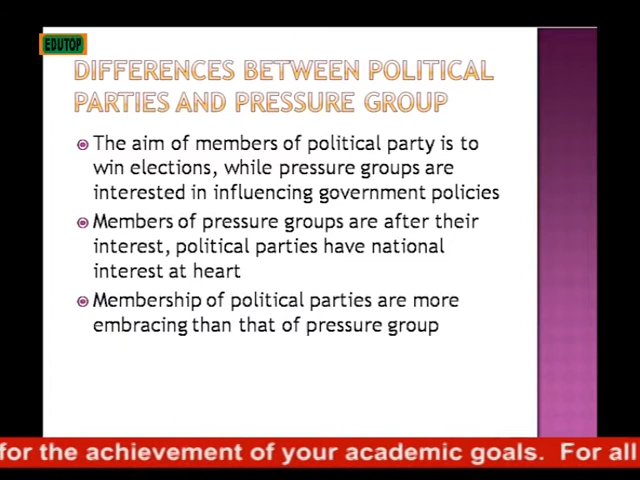 EDUTOP
DIFFERENCES BETWEEN POLITICAL
PARTIES AND PRESSURE GROUP
The aim of members of political party is to
win elections, while pressure groups are
interested in influencing government policies
Members of pressure groups are after their
interest, political parties have national
interest at heart
Membership of political parties are more
embracing than that of pressure group
for the achievement of your academic goals. For all